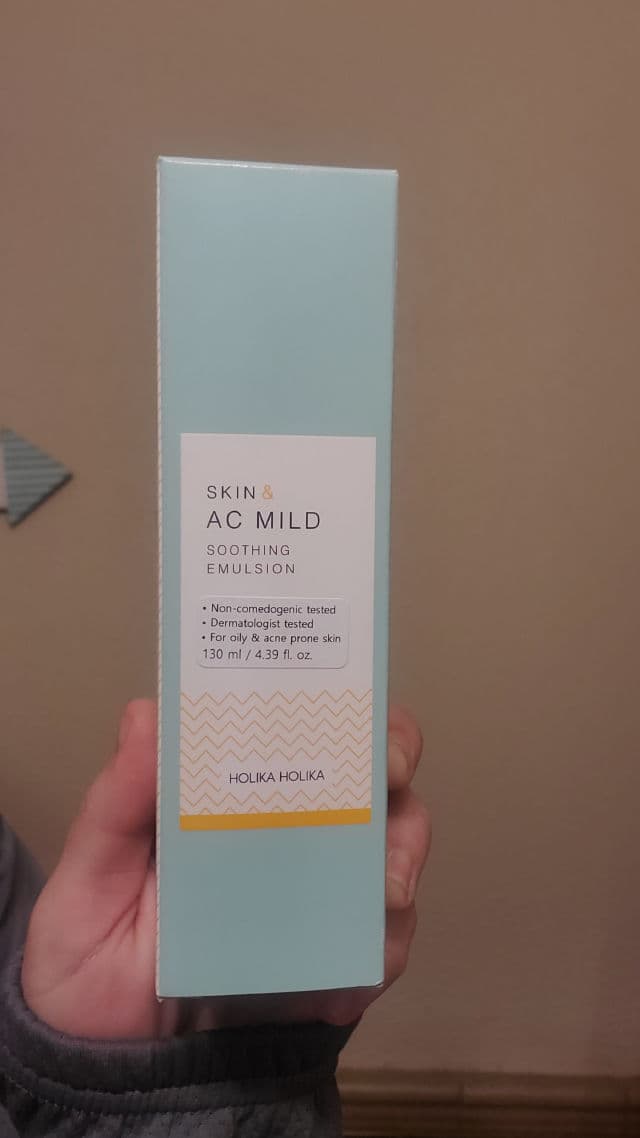 SKIN &
AC MILD
SOOTHING
EMULSION
• Non-comedogenic tested
• Dermatologist tested
• For oily & acne prone skin
130 ml / 4.39 fl. oz.
HOLIKA HOLIKA